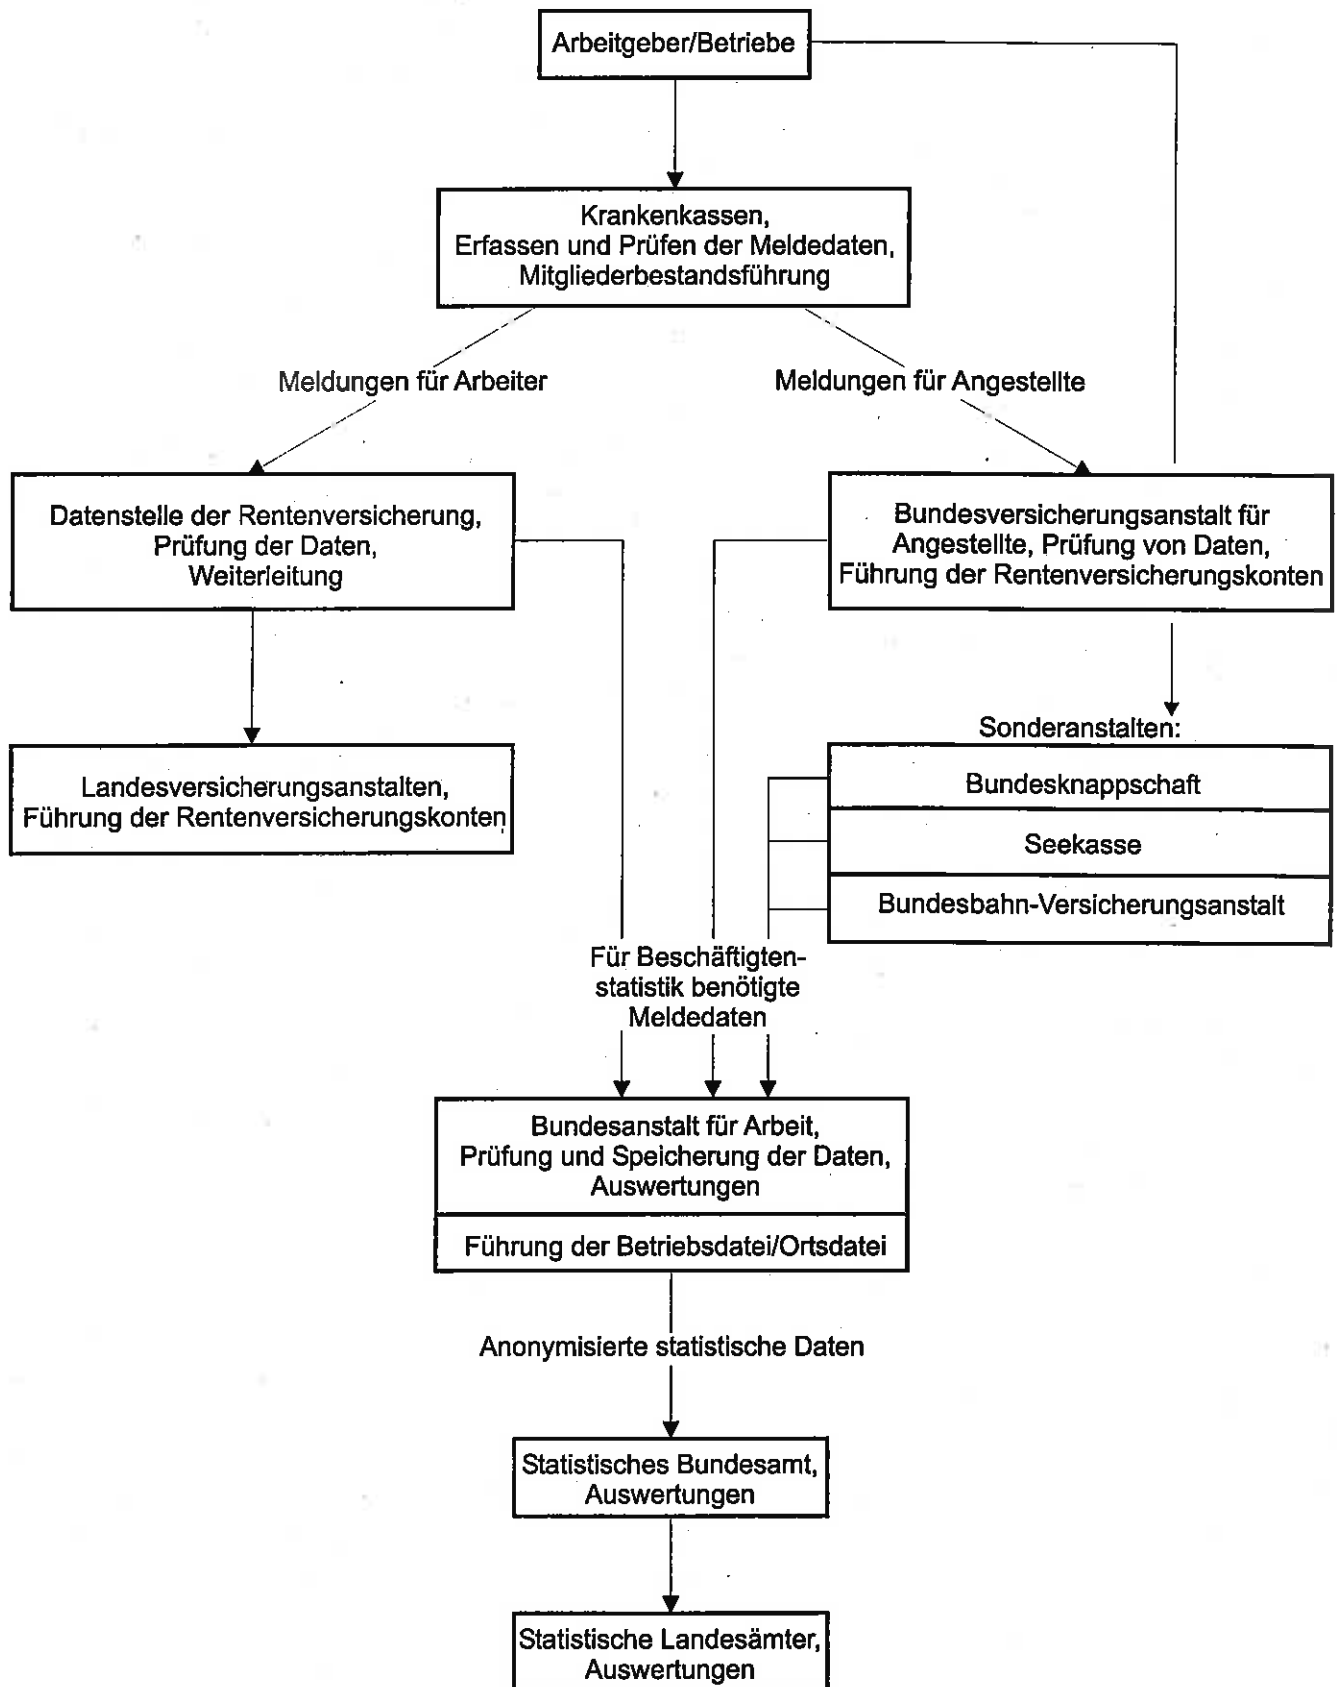 Arbeitgeber/Betriebe
Krankenkassen,
Erfassen und Prüfen der Meldedaten,
Mitgliederbestandsführung
Meldungen für Arbeiter
Meldungen für Angestellte
Datenstelle der Rentenversicherung,
Prüfung der Daten,
Weiterleitung
Bundesversicherungsanstalt für
Angestellte, Prüfung von Daten,
Führung der Rentenversicherungskonten
Landesversicherungsanstalten,
Führung der Rentenversicherungskonten
Sonderanstalten:
Bundesknappschaft
Seekasse
Bundesbahn-Versicherungsanstalt
Für Beschäftigten-
statistik benötigte
Meldedaten
Bundesanstalt für Arbeit,
Prüfung und Speicherung der Daten,
Auswertungen
Führung der Betriebsdatei/Ortsdatei
Anonymisierte statistische Daten
Statistisches Bundesamt,
Auswertungen
Statistische Landesämter,
Auswertungen